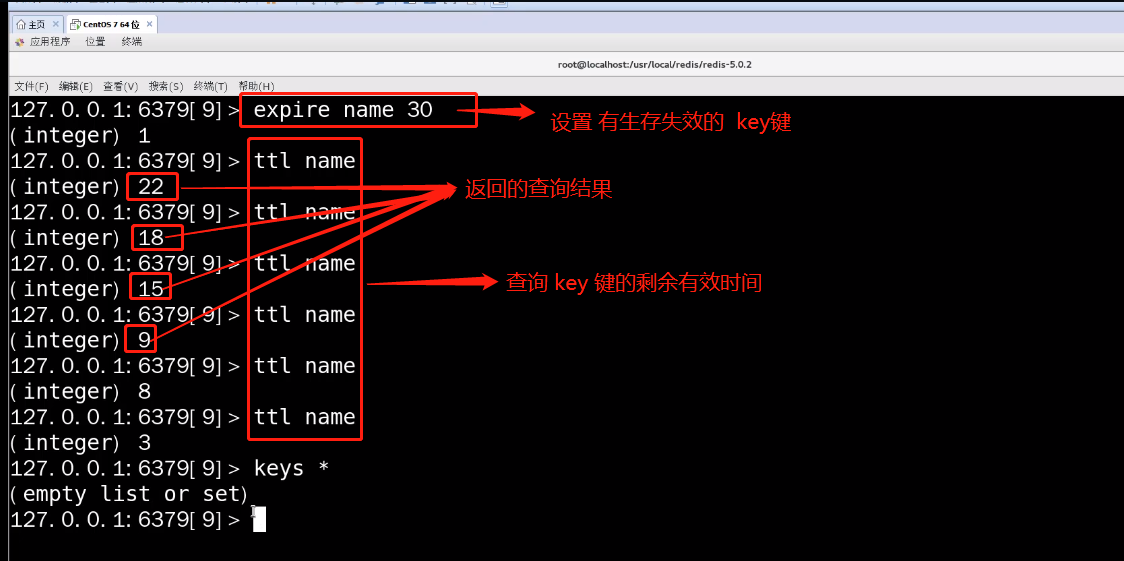 主页 × CentOS 7 64 位 ×
应用程序 位置 终端
root@localhost:/usr/local/redis/redis-5.0.2
文件(F) 编辑(E) 查看(V) 搜索(S) 终端(T) 帮助(H)
127.0.0.1:6379[9]> expire name 30
设置 有生存失效的 key键
(integer) 1
127.0.0.1:6379[9]> ttl name
(integer) 22
返回的查询结果
127.0.0.1:6379[9]> ttl name
(integer) 18
127.0.0.1:6379[9]> ttl name
(integer) 15
查询 key 键的剩余有效时间
127.0.0.1:6379[9]> ttl name
(integer) 9
127.0.0.1:6379[9]> ttl name
(integer) 8
127.0.0.1:6379[9]> ttl name
(integer) 3
127.0.0.1:6379[9]> keys *
(empty list or set)
127.0.0.1:6379[9]>